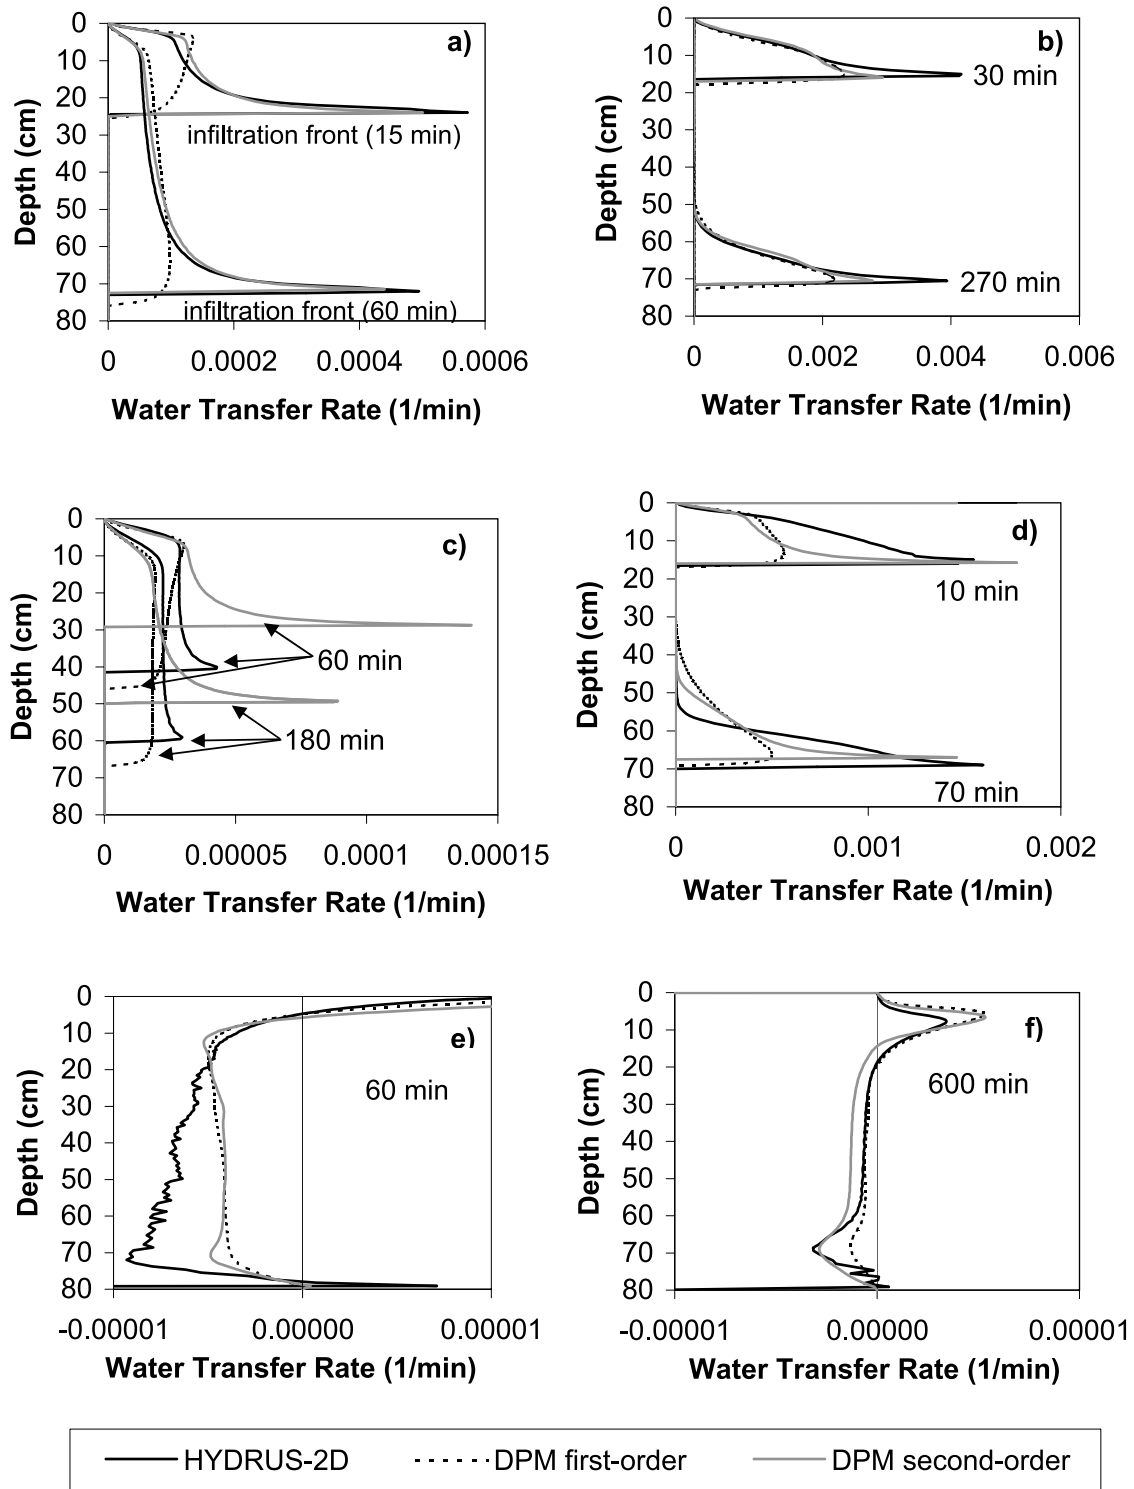 a)
0
10
20
30
40
50
60
70
80
Depth (cm)
infiltration front (15 min)
infiltration front (60 min)
0 0.0002 0.0004 0.0006
Water Transfer Rate (1/min)
b)
0
10
20
30
40
50
60
70
80
Depth (cm)
30 min
270 min
0 0.002 0.004 0.006
Water Transfer Rate (1/min)
c)
0
10
20
30
40
50
60
70
80
Depth (cm)
60 min
180 min
0 0.00005 0.0001 0.00015
Water Transfer Rate (1/min)
d)
0
10
20
30
40
50
60
70
80
Depth (cm)
10 min
70 min
0 0.001 0.002
Water Transfer Rate (1/min)
e)
0
10
20
30
40
50
60
70
80
Depth (cm)
60 min
-0.00001 0.00000 0.00001
Water Transfer Rate (1/min)
f)
0
10
20
30
40
50
60
70
80
Depth (cm)
600 min
-0.00001 0.00000 0.00001
Water Transfer Rate (1/min)
HYDRUS-2D DPM first-order DPM second-order